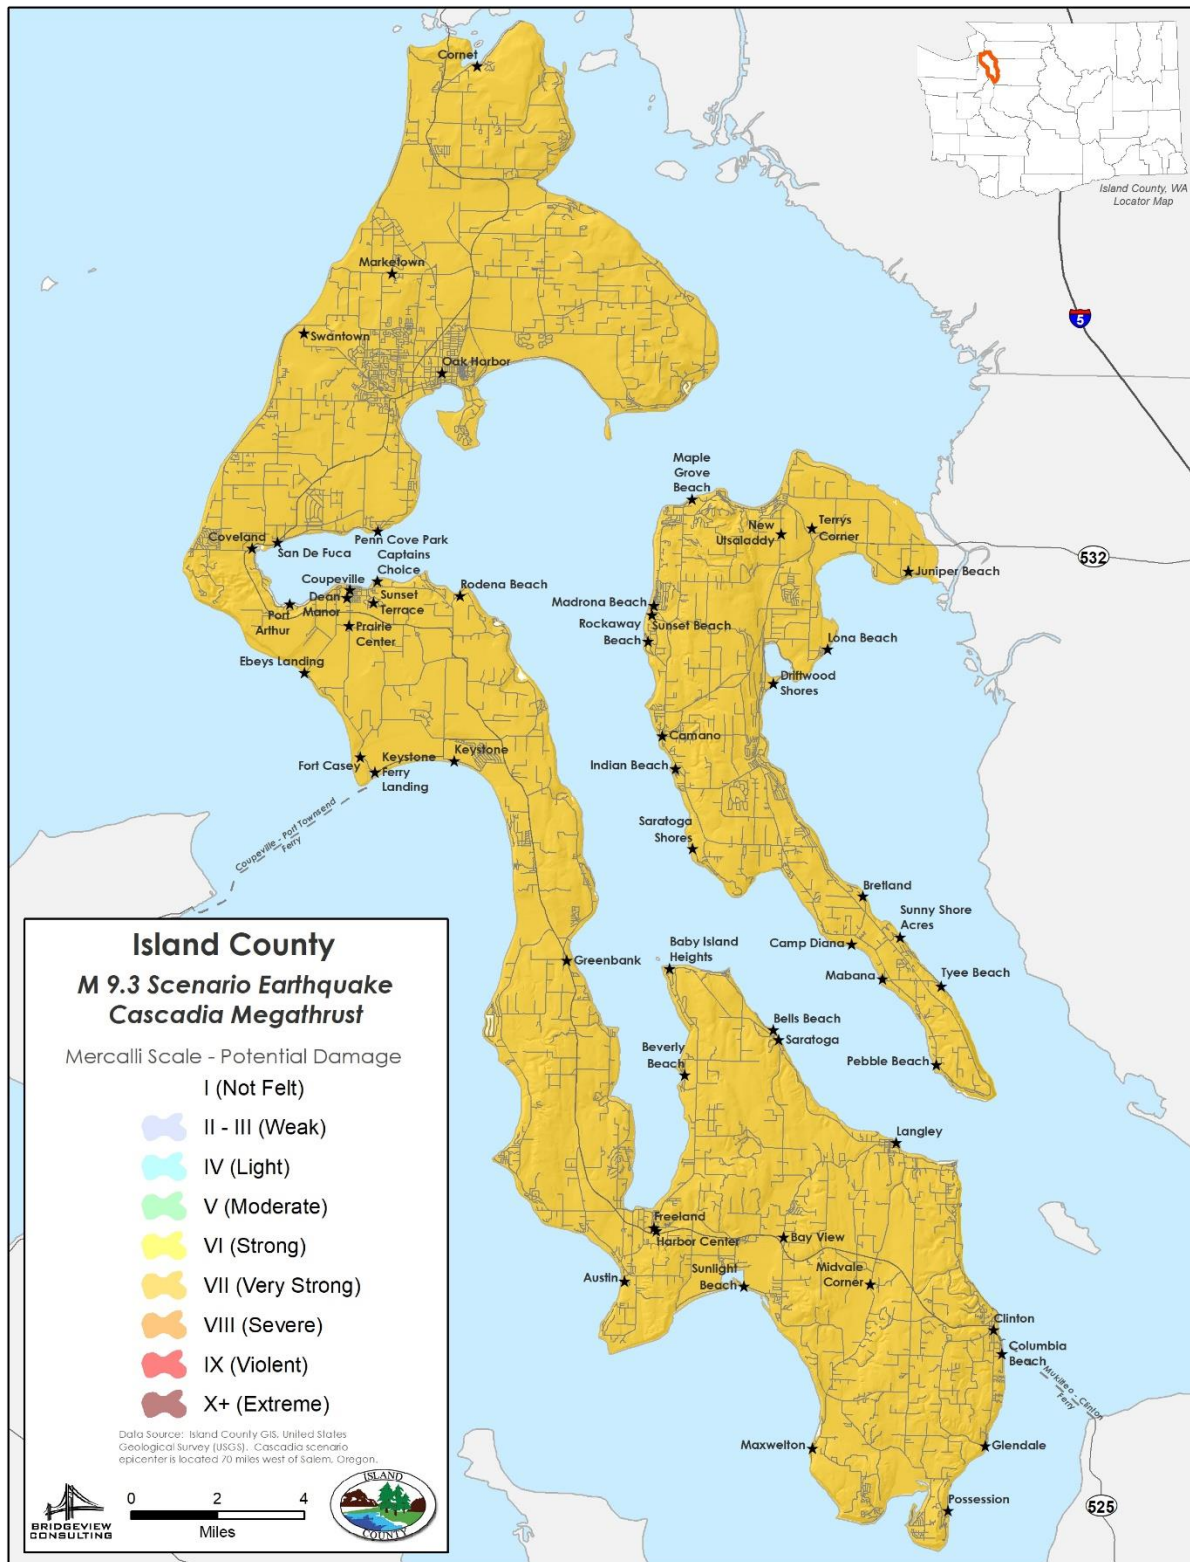 Cornet
Island County, WA
Locator Map
Marketown
5
Swantown
Oak Harbor
Maple
Grove
Beach
New
Utsaladdy
Terrys
Corner
Coveland
San De Fuca
Penn Cove Park
Captains
Choice
532
Juniper Beach
Coupeville
Dean
Manor
Sunset
Terrace
Rodena Beach
Port
Arthur
Prairie
Center
Madrona Beach
Sunset Beach
Rockaway
Beach
Lona Beach
Ebeys Landing
Driftwood
Shores
Camano
Fort Casey
Keystone
Ferry
Landing
Keystone
Indian Beach
Coupeville - Port Townsend
Ferry
Saratoga
Shores
Bretland
Sunny Shore
Acres
Camp Diana
Greenbank
Baby Island
Heights
Mabana
Tyee Beach
Bells Beach
Saratoga
Beverly
Beach
Pebble Beach
Langley
Freeland
Harbor Center
Bay View
Austin
Sunlight
Beach
Midvale
Corner
Clinton
Columbia
Beach
Mukilteo - Clinton
Ferry
Maxwelton
Glendale
Possession
525
Island County
M 9.3 Scenario Earthquake
Cascadia Megathrust
Mercalli Scale - Potential Damage
I (Not Felt)
II - III (Weak)
IV (Light)
V (Moderate)
VI (Strong)
VII (Very Strong)
VIII (Severe)
IX (Violent)
X+ (Extreme)
Data Source: Island County GIS, United States
Geological Survey (USGS). Cascadia scenario
epicenter is located 70 miles west of Salem, Oregon.
BRIDGEVIEW
CONSULTING
0 2 4
Miles
ISLAND
COUNTY